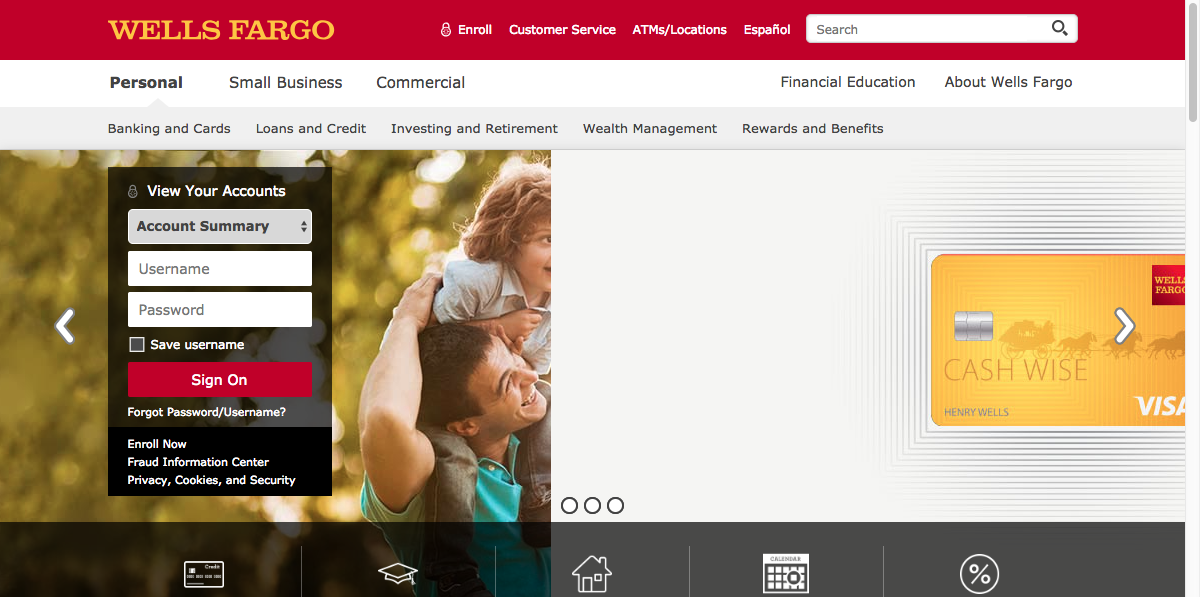 WELLS FARGO
Enroll Customer Service ATMs/Locations Español Search
Personal Small Business Commercial Financial Education About Wells Fargo
Banking and Cards Loans and Credit Investing and Retirement Wealth Management Rewards and Benefits
View Your Accounts
Account Summary
Username
Password
Save username
Sign On
Forgot Password/Username?
Enroll Now
Fraud Information Center
Privacy, Cookies, and Security
WELLS
FARGO
CASH WISE
HENRY WELLS
VISA
Credit
CALENDAR
%